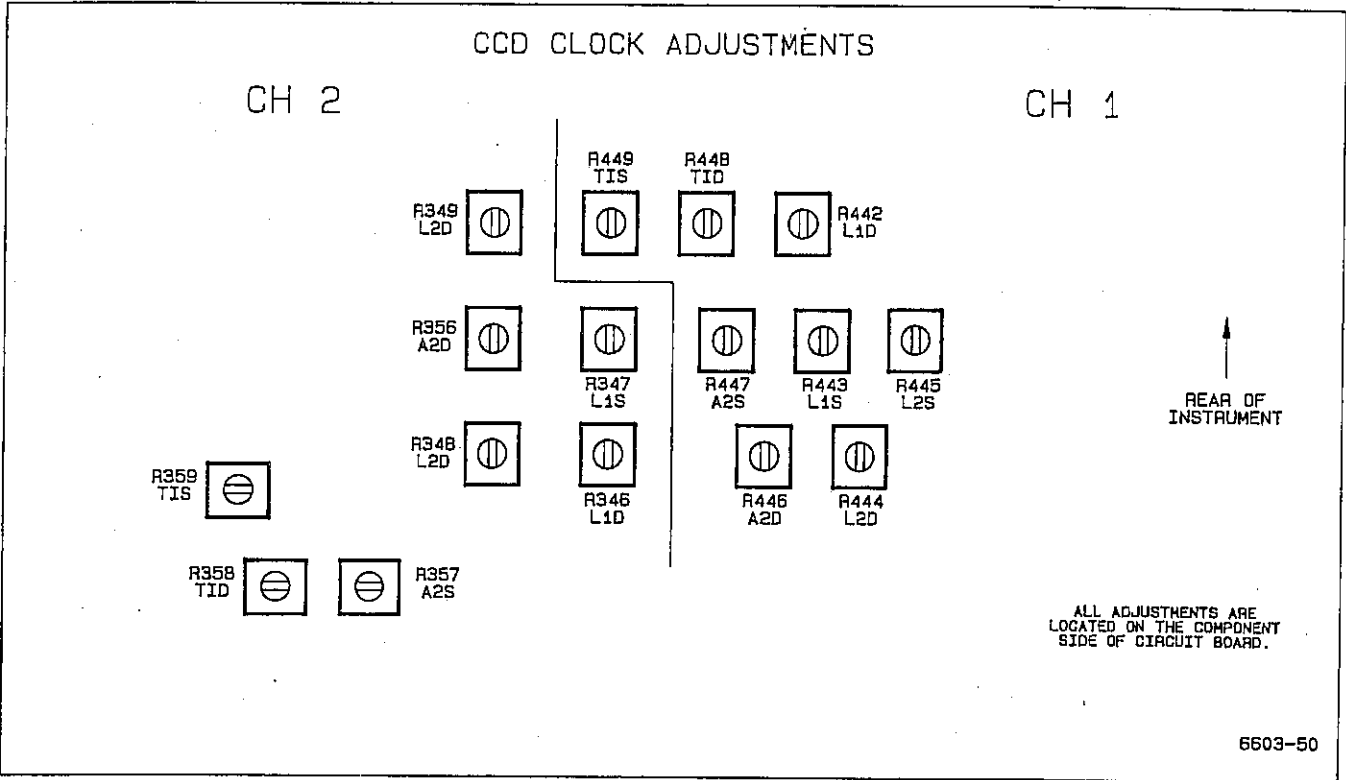 CCD CLOCK ADJUSTMENTS
CH 2
CH 1
R449
TIS
R448
TID
R349
L2D
R442
L1D
R356
A2D
R347
L1S
R447
A2S
R443
L1S
R445
L2S
REAR OF
INSTRUMENT
R348
L2D
R346
L1D
R446
A2D
R444
L2D
R359
TIS
R358
TID
R357
A2S
ALL ADJUSTMENTS ARE
LOCATED ON THE COMPONENT
SIDE OF CIRCUIT BOARD.
6603-50